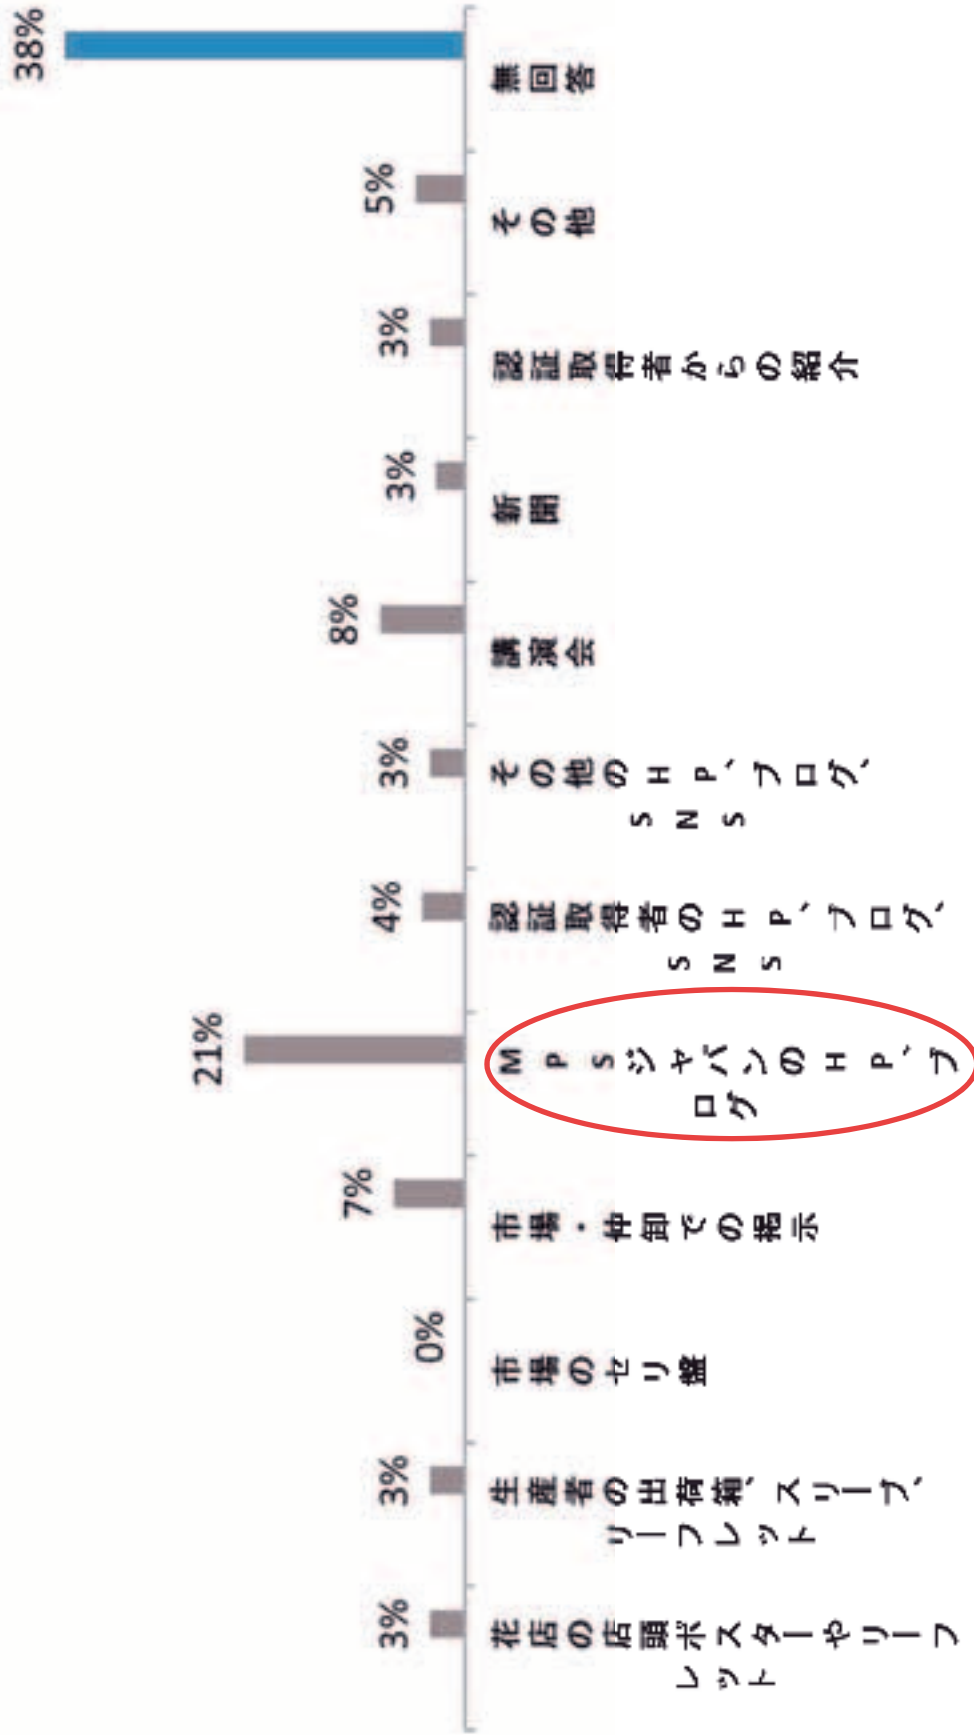 3%
3%
0%
7%
21%
4%
3%
8%
3%
3%
5%
38%
花店の店頭ポスターやリーフ
レット
生産者の出荷箱、スリーブ、
リーフレット
市場のセリ盤
市場・仲卸での掲示
MPSジャパンのHP、ブ
ログ
認証取得者のHP、ブログ、
SNS
その他のHP、ブログ、
SNS
講演会
新聞
認証取得者からの紹介
その他
無回答